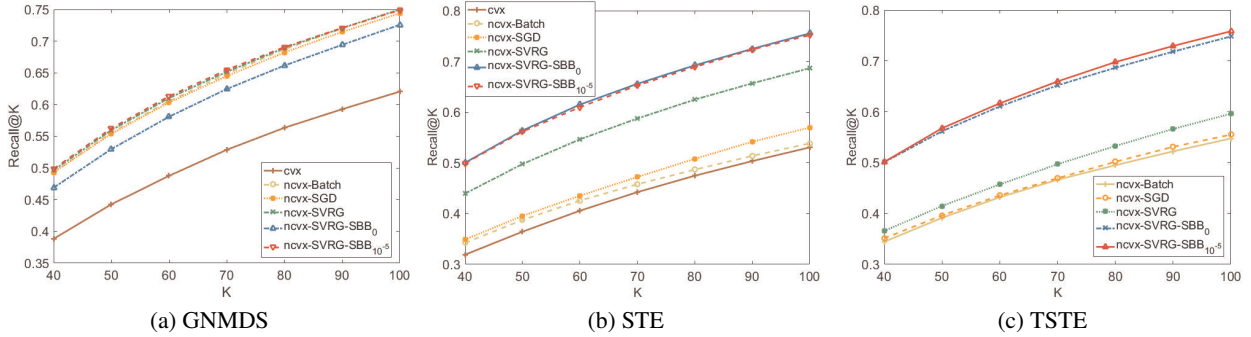 0.75
0.7
0.65
0.6
0.55
0.5
0.45
0.4
0.35
Recall@K
40 50 60 70 80 90 100
K
cvx
ncvx-Batch
ncvx-SGD
ncvx-SVRG
ncvx-SVRG-SBB0
ncvx-SVRG-SBB10-5
(a) GNMDS
0.8
0.7
0.6
0.5
0.4
0.3
Recall@K
40 50 60 70 80 90 100
K
cvx
ncvx-Batch
ncvx-SGD
ncvx-SVRG
ncvx-SVRG-SBB0
ncvx-SVRG-SBB10-5
(b) STE
0.8
0.7
0.6
0.5
0.4
0.3
Recall@K
40 50 60 70 80 90 100
K
ncvx-Batch
ncvx-SGD
ncvx-SVRG
ncvx-SVRG-SBB0
ncvx-SVRG-SBB10-5
(c) TSTE